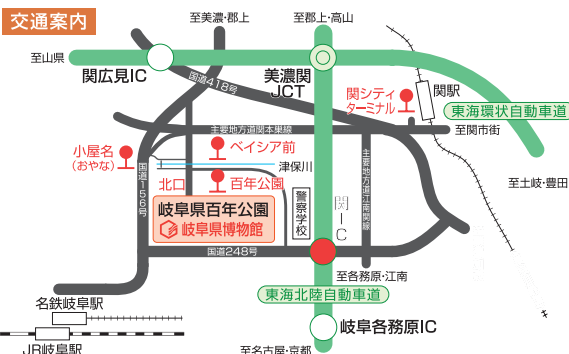 交通案内
至美濃・郡上
至郡上・高山
至山県
関広見IC
国道418号
美濃関
JCT
関シティ
ターミナル
関駅
東海環状自動車道
主要地方道関本巣線
至関市街
小屋名
(おやな)
ベイシア前
津保川
国道156号
北口
百年公園
主要地方道江南関線
至土岐・豊田
岐阜県百年公園
岐阜県博物館
警察学校
関IC
国道248号
至各務原・江南
東海北陸自動車道
名鉄岐阜駅
岐阜各務原IC
JR岐阜駅
至名古屋・京都